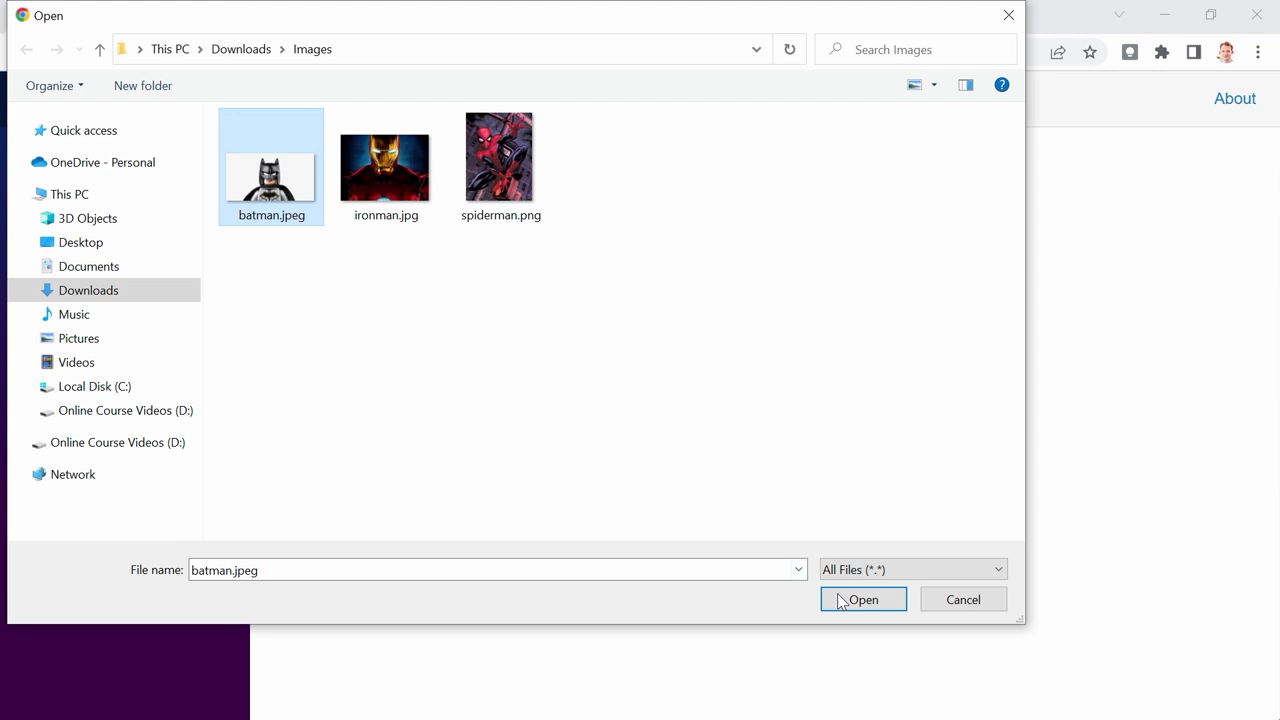 Open
This PC > Downloads > Images
Search Images
About
Organize
New folder
Quick access
OneDrive - Personal
This PC
3D Objects
Desktop
Documents
Downloads
Music
Pictures
Videos
Local Disk (C:)
Online Course Videos (D:)
Online Course Videos (D:)
Network
batman.jpeg
ironman.jpg
spiderman.png
File name: batman.jpeg
All Files (*.*)
Open
Cancel